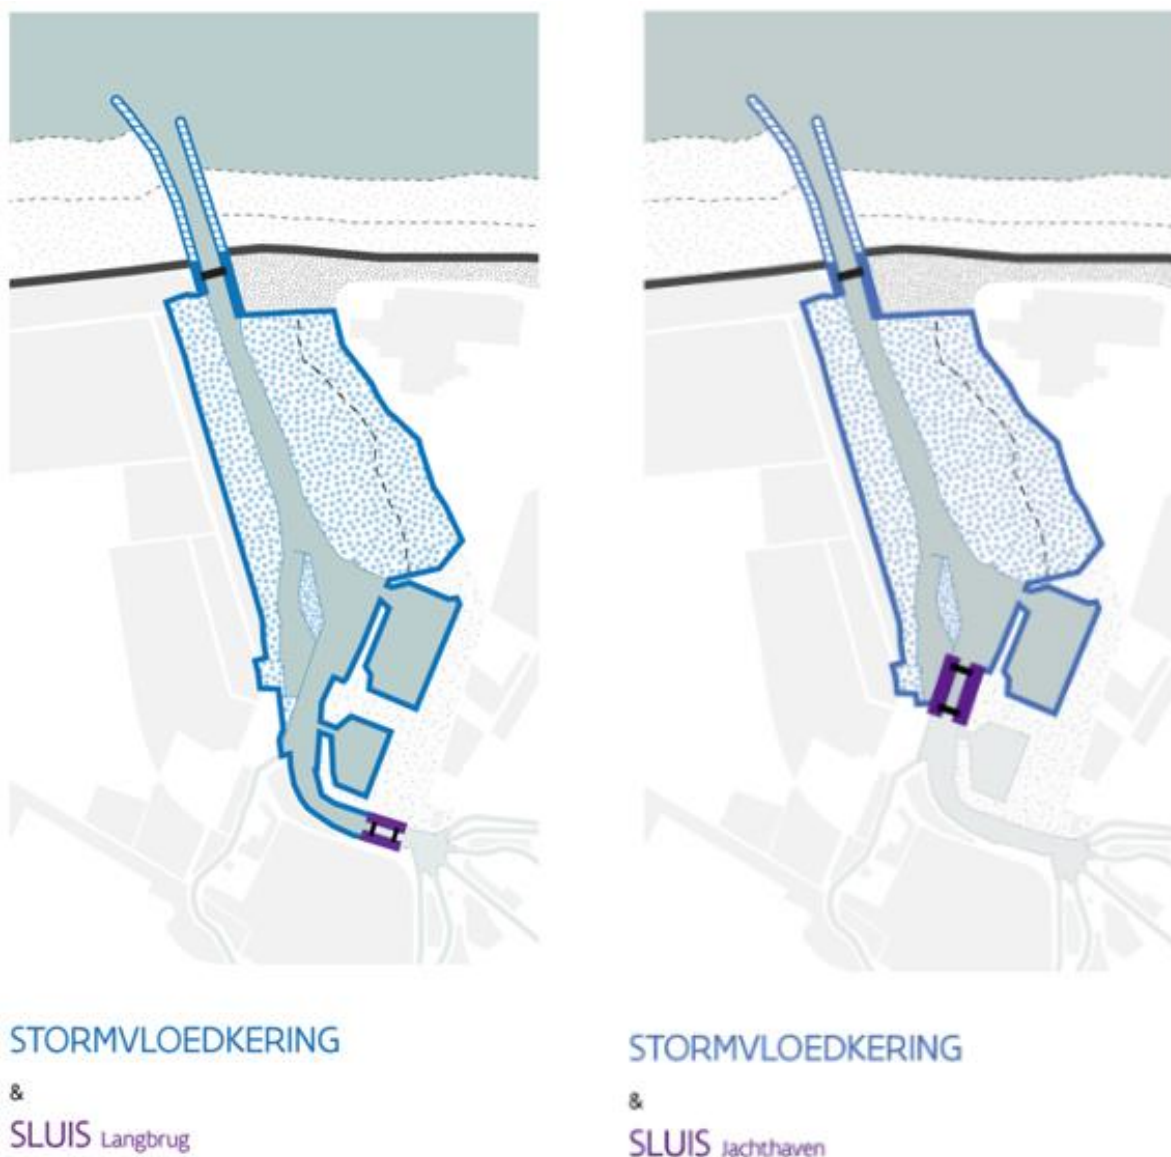 STORMVLOEDKERING
&
SLUIS Langbrug
STORMVLOEDKERING
&
SLUIS Jachthaven